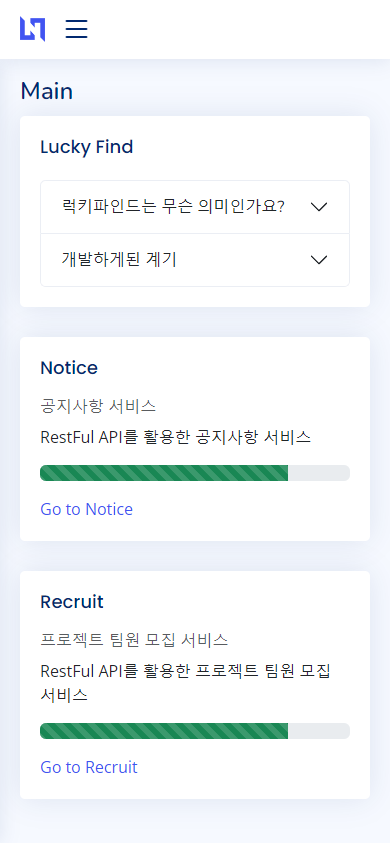 Main
Lucky Find
럭키파인드는 무슨 의미인가요?
개발하게된 계기
Notice
공지사항 서비스
RestFul API를 활용한 공지사항 서비스
Go to Notice
Recruit
프로젝트 팀원 모집 서비스
RestFul API를 활용한 프로젝트 팀원 모집
서비스
Go to Recruit